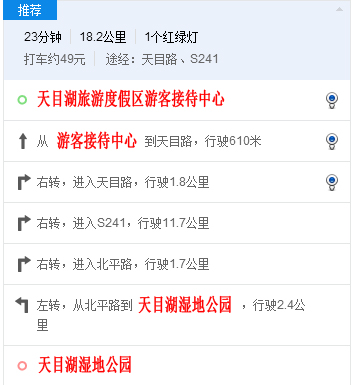 推荐
23分钟 18.2公里 1个红绿灯
打车约49元 途经：天目路、S241
天目湖旅游度假区游客接待中心
从 游客接待中心 到天目路，行驶610米
右转，进入天目路，行驶1.8公里
右转，进入S241，行驶11.7公里
右转，进入北平路，行驶1.7公里
左转，从北平路到 天目湖湿地公园 ，行驶2.4公
里
天目湖湿地公园